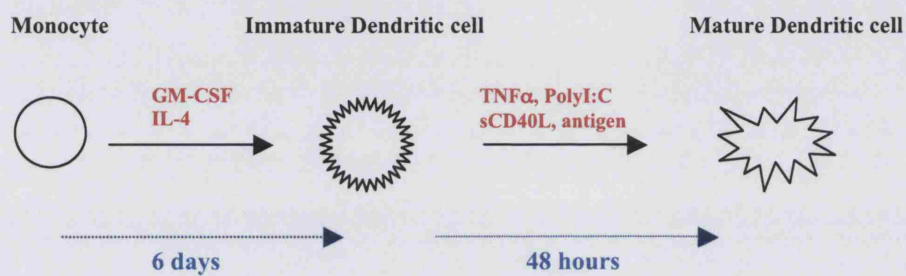 Monocyte
Immature Dendritic cell
Mature Dendritic cell
GM-CSF
IL-4
TNFα, PolyI:C
sCD40L, antigen
6 days
48 hours